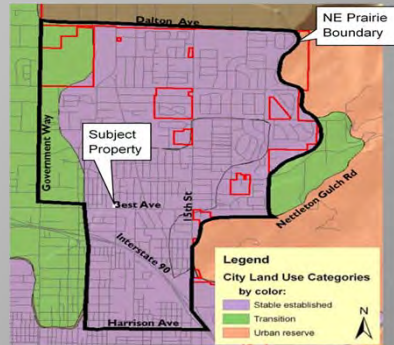 Dalton Ave
NE Prairie
Boundary
Government Way
Subject
Property
Best Ave
15th St
Nettleton Gulch Rd
Interstate 90
Harrison Ave
Legend
City Land Use Categories
by color:
Stable established
Transition
Urban reserve
N